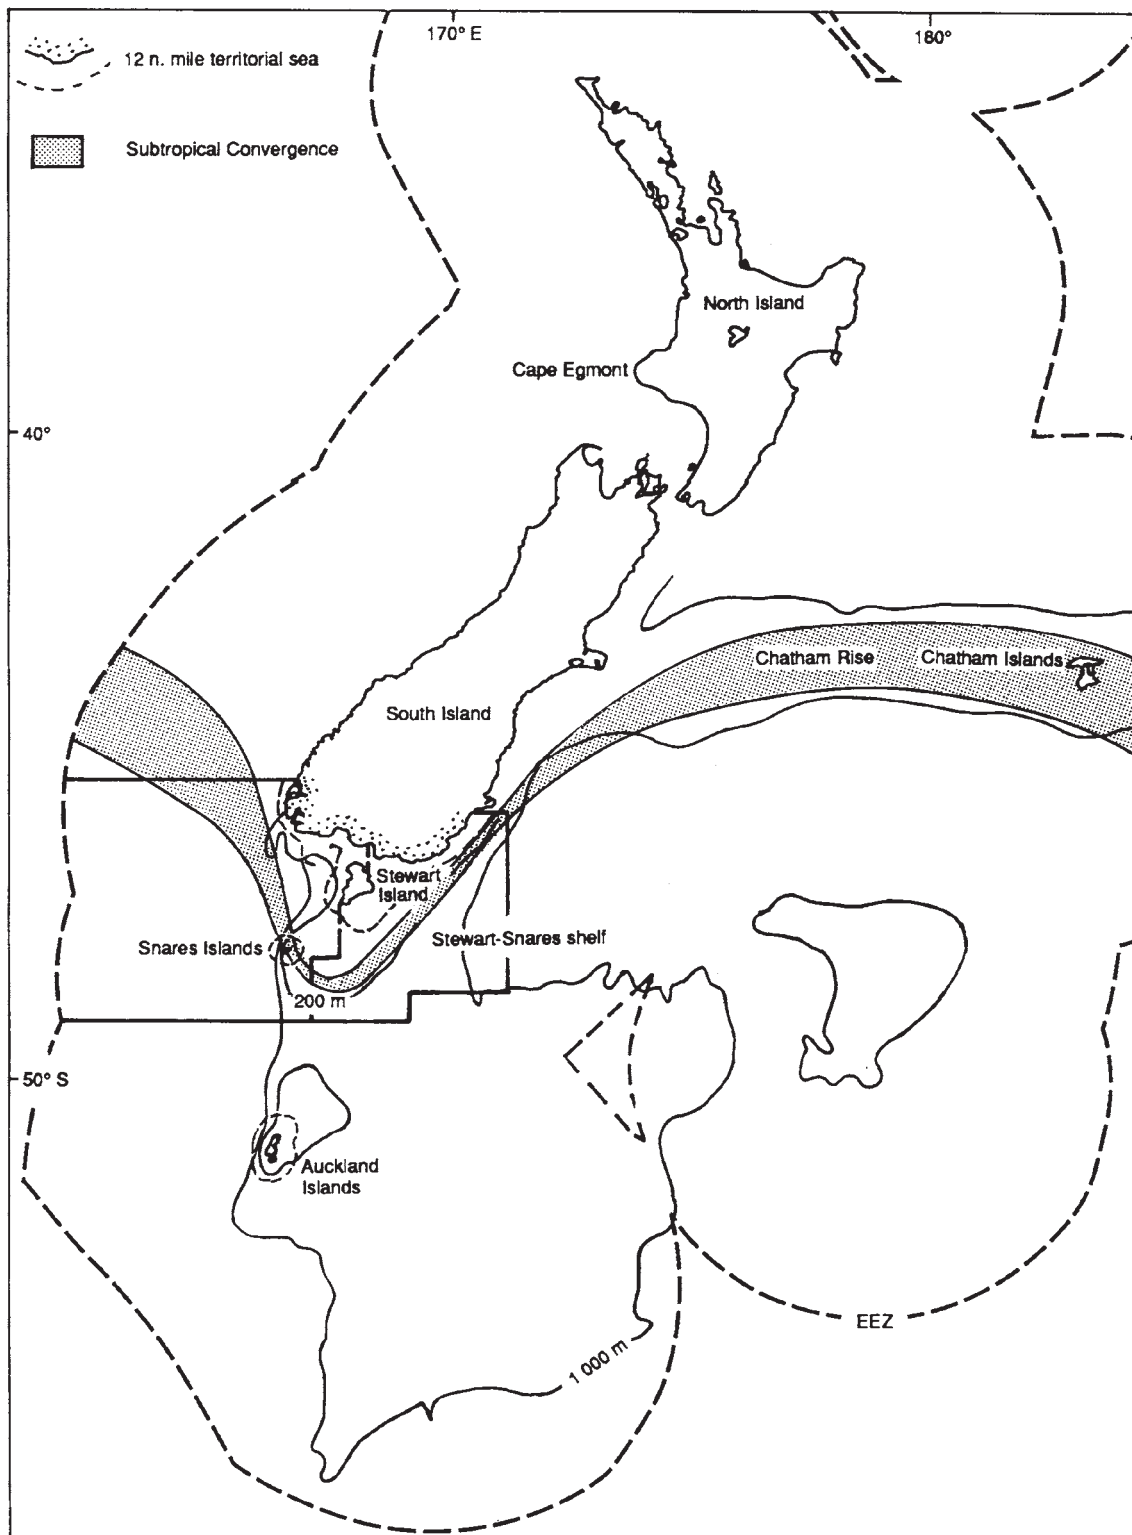 170° E
180°
12 n. mile territorial sea
Subtropical Convergence
North Island
Cape Egmont
40°
Chatham Rise
Chatham Islands
South Island
Stewart
Island
Stewart-Snares shelf
Snares Islands
200 m
50° S
Auckland
Islands
EEZ
1 000 m